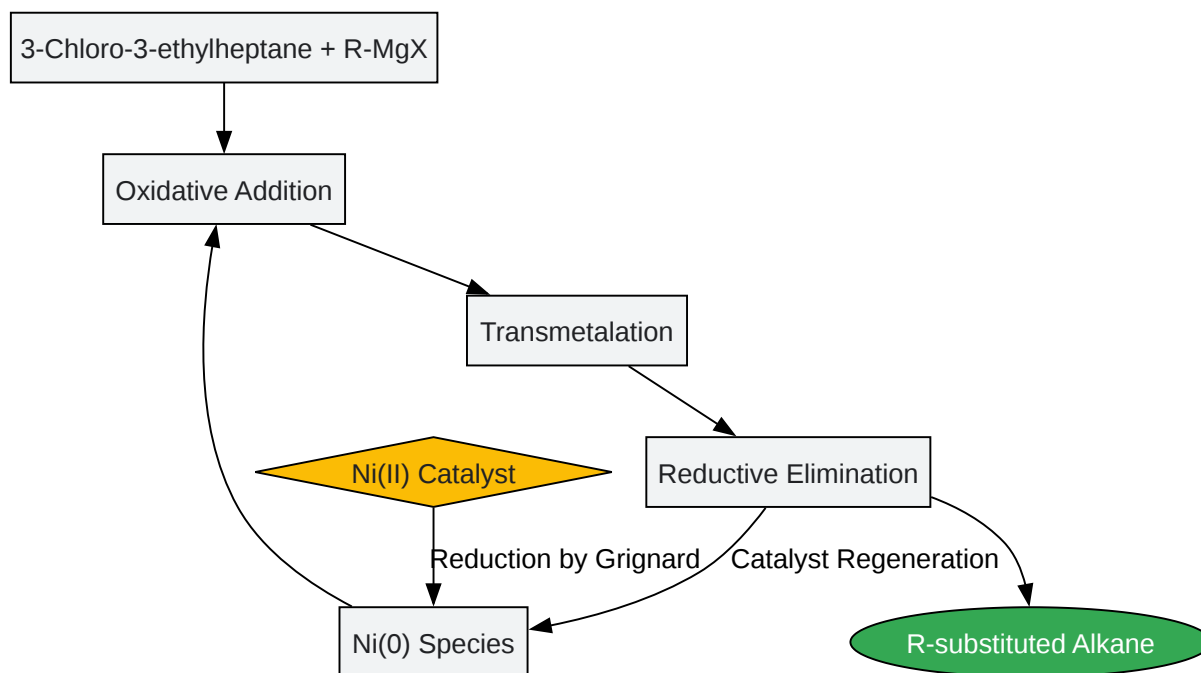 3-Chloro-3-ethylheptane + R-MgX
Oxidative Addition
Transmetalation
Ni(II) Catalyst
Reductive Elimination
Reduction by Grignard
Catalyst Regeneration
Ni(0) Species
R-substituted Alkane